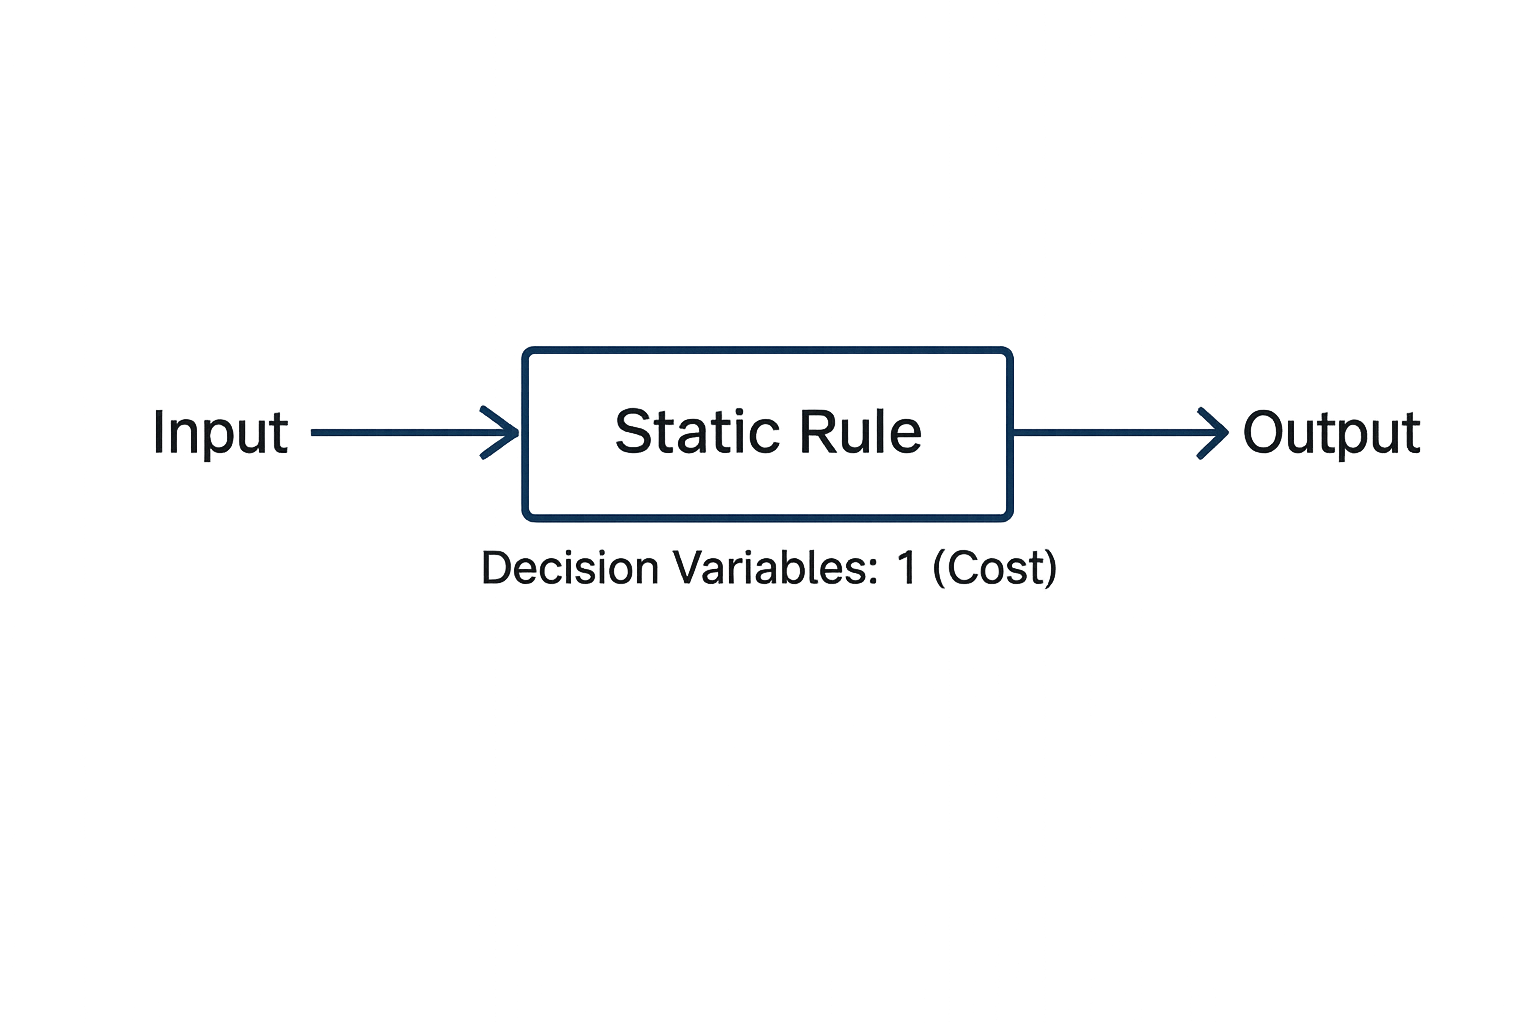 Input
Static Rule
Output
Decision Variables: 1 (Cost)